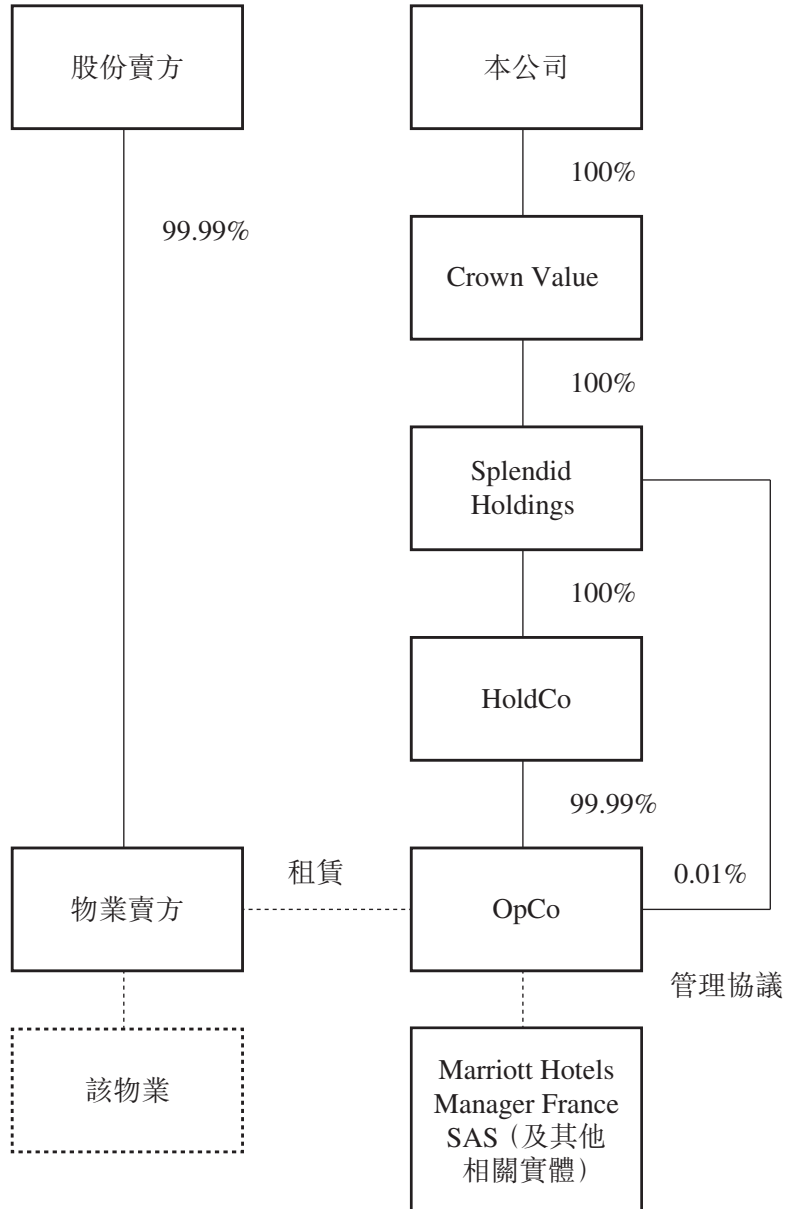 股份賣方
本公司
100%
99.99%
Crown Value
100%
Splendid
Holdings
100%
HoldCo
99.99%
租賃
0.01%
物業賣方
OpCo
管理協議
該物業
Marriott Hotels
Manager France
SAS（及其他
相關實體）